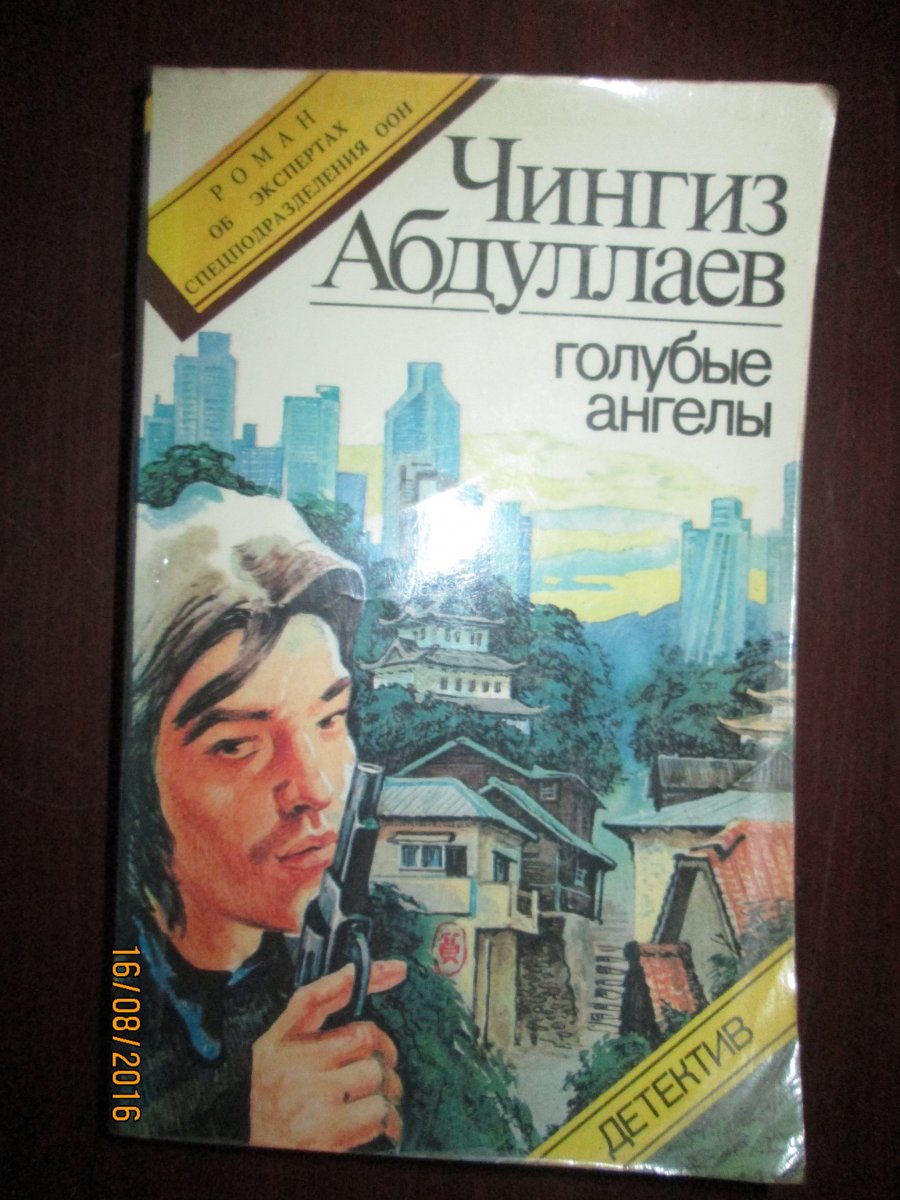 РОМАН
ОБ ЭКСПЕРТАХ
СПЕЦПОДРАЗДЕЛЕНИЯ ООН
Чингиз
Абдуллаев
голубые
ангелы
ДЕТЕКТИВ
16/08/2016